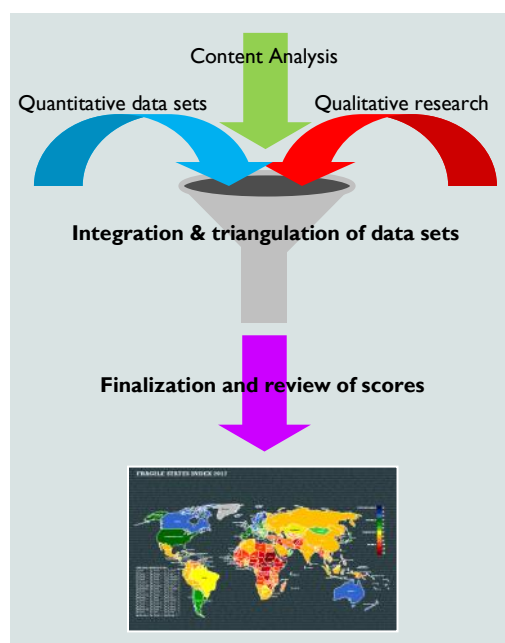 Content Analysis
Quantitative data sets
Qualitative research
Integration & triangulation of data sets
Finalization and review of scores
FRAGILE STATES INDEX 2017